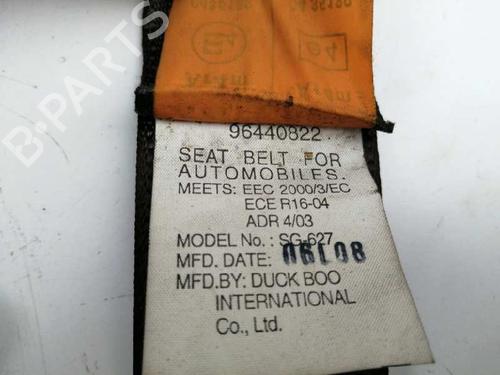 96440822
SEAT BELT FOR
AUTOMOBILES.
MEETS: EEC 2000/3/EC
ECE R16-04
ADR 4/03
MODEL No.: SG 627
MFD. DATE: 061108
MFD.BY: DUCK BOO
INTERNATIONAL
Co., Ltd.
B-Parts